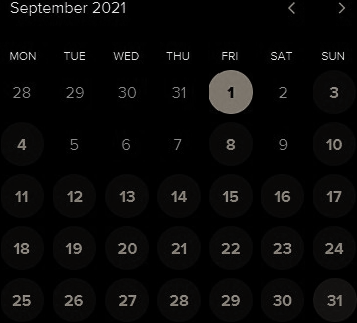 September 2021
MON TUE WED THU FRI SAT SUN
28 29 30 31 1 2 3
4 5 6 7 8 9 10
11 12 13 14 15 16 17
18 19 20 21 22 23 24
25 26 27 28 29 30 31